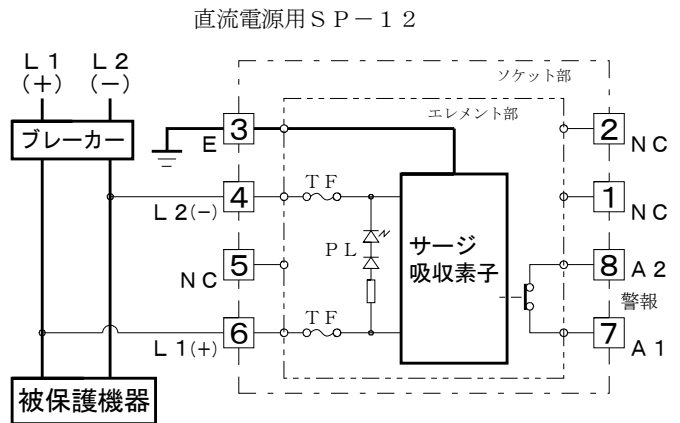 直流電源用ＳＰ－１２
Ｌ１
(＋)
Ｌ２
(－)
ソケット部
エレメント部
ブレーカー
3
E
2
ＮＣ
ＴＦ
4
Ｌ２(－)
1
ＮＣ
ＰＬ
サージ
吸収素子
5
ＮＣ
8
Ａ２
警報
ＴＦ
6
Ｌ１(＋)
7
Ａ１
被保護機器